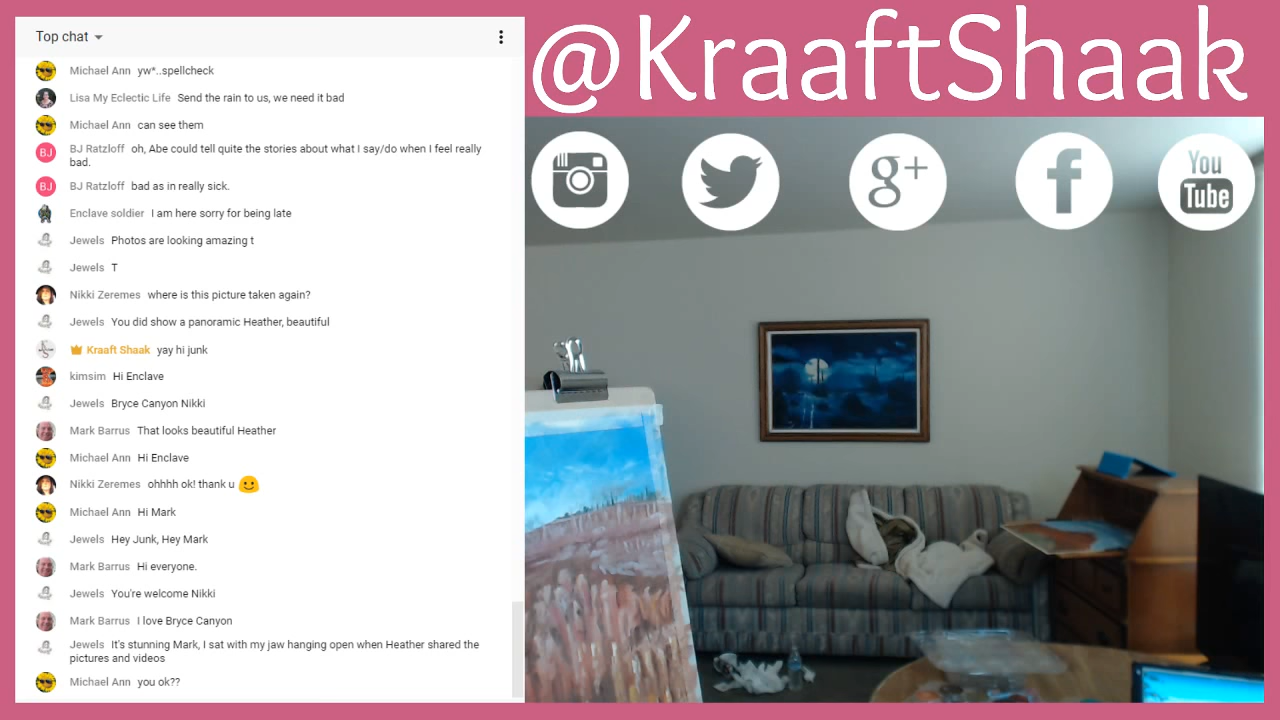 @KraaftShaak
Top chat
Michael Ann yw*..spellcheck
Lisa My Eclectic Life Send the rain to us, we need it bad
Michael Ann can see them
BJ BJ Ratzloff oh, Abe could tell quite the stories about what I say/do when I feel really
bad.
BJ BJ Ratzloff bad as in really sick.
Enclave soldier I am here sorry for being late
Jewels Photos are looking amazing t
Jewels T
Nikki Zeremes where is this picture taken again?
Jewels You did show a panoramic Heather, beautiful
Kraaft Shaak yay hi junk
kimsim Hi Enclave
Jewels Bryce Canyon Nikki
Mark Barrus That looks beautiful Heather
Michael Ann Hi Enclave
Nikki Zeremes ohhhh ok! thank u
Michael Ann Hi Mark
Jewels Hey Junk, Hey Mark
Mark Barrus Hi everyone.
Jewels You're welcome Nikki
Mark Barrus I love Bryce Canyon
Jewels It's stunning Mark, I sat with my jaw hanging open when Heather shared the
pictures and videos
Michael Ann you ok??
g+
f
You
Tube